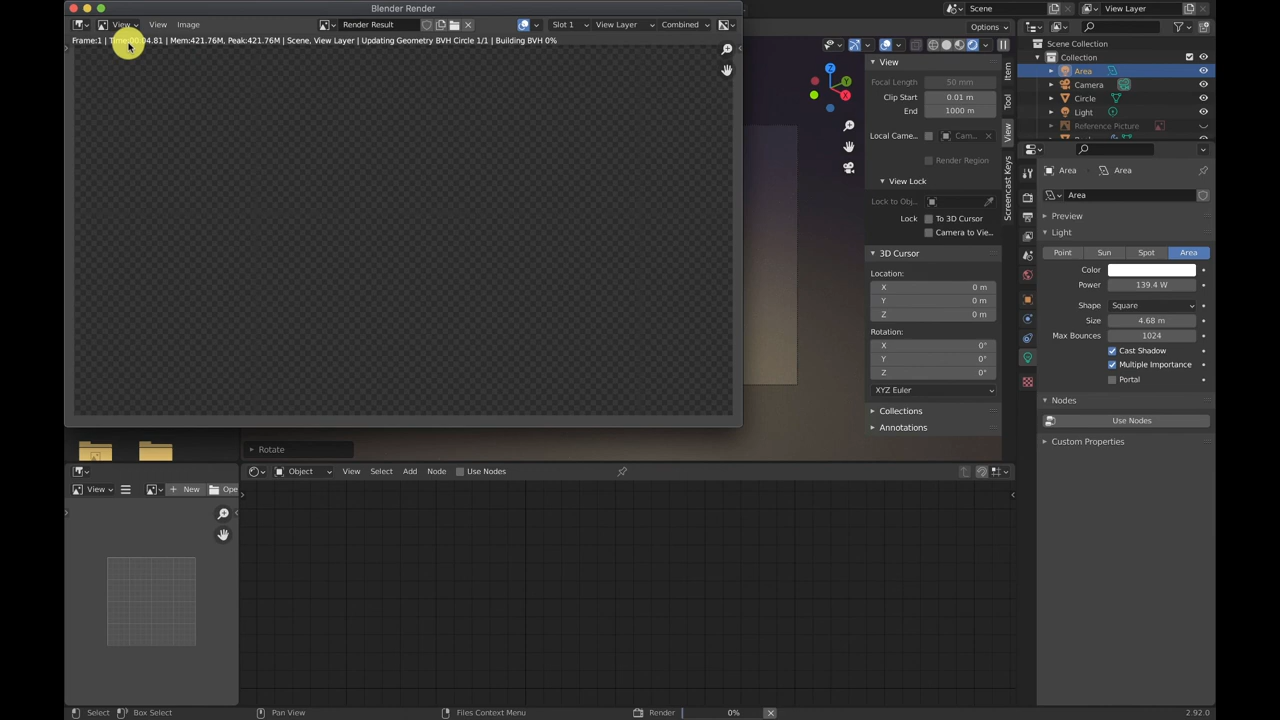 Blender Render
View View Image Render Result Slot 1 View Layer Combined
Frame:1 | Time:00:04.81 | Mem:421.76M, Peak:421.76M | Scene, View Layer | Updating Geometry BVH Circle 1/1 | Building BVH 0%
Scene View Layer
Options
Scene Collection
Collection
Area
Camera
Circle
Light
Reference Picture
View
Focal Length 50 mm
Clip Start 0.01 m
End 1000 m
Local Came... Cam...
Render Region
View Lock
Lock to Obj...
Lock To 3D Cursor
Camera to Vie...
3D Cursor
Location:
X 0 m
Y 0 m
Z 0 m
Rotation:
X 0°
Y 0°
Z 0°
XYZ Euler
Collections
Annotations
Item
Tool
View
Screencast Keys
Z
Y
X
Area Area
Area
Preview
Light
Point Sun Spot Area
Color
Power 139.4 W
Shape Square
Size 4.68 m
Max Bounces 1024
Cast Shadow
Multiple Importance
Portal
Nodes
Use Nodes
Custom Properties
Rotate
Object View Select Add Node Use Nodes
View New Ope
Select Box Select Pan View Files Context Menu Render 0% 2.92.0